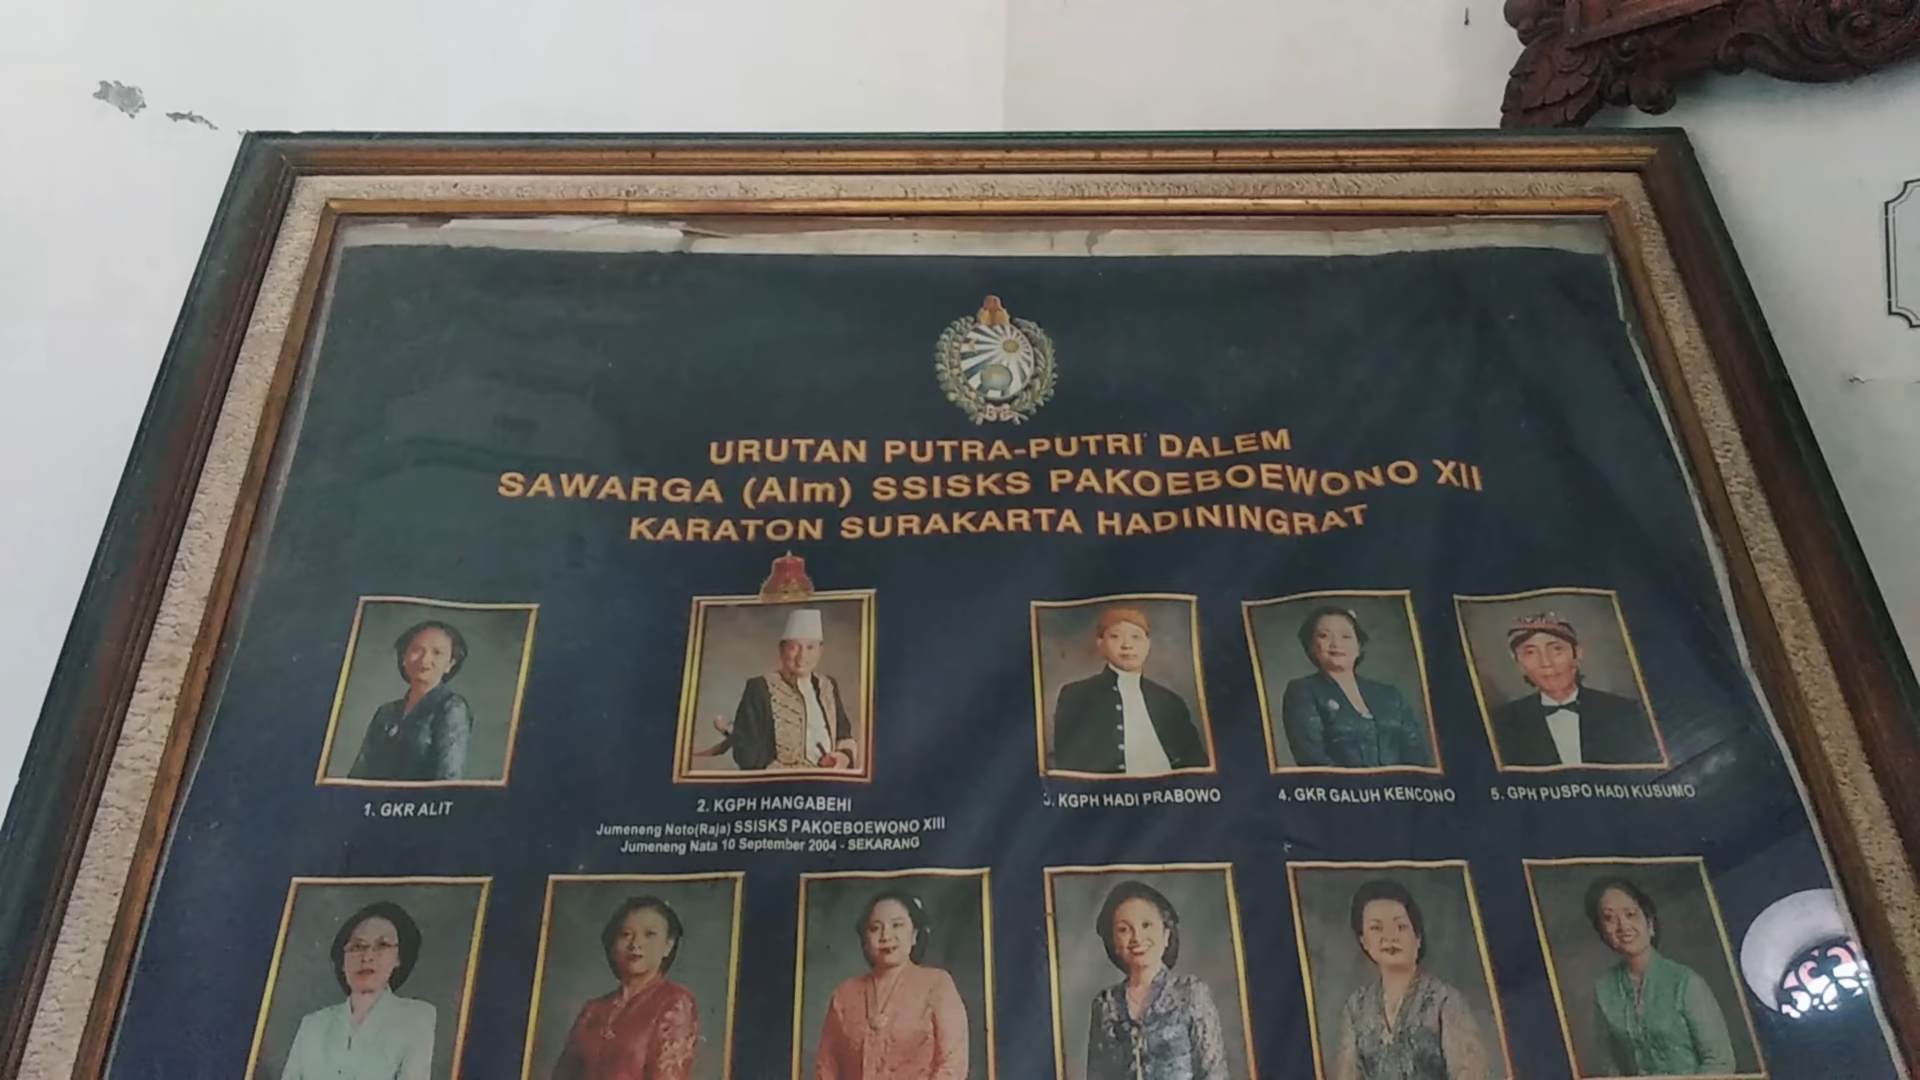 URUTAN PUTRA-PUTRI DALEM
SAWARGA (Alm) SSISKS PAKOEBOEWONO XII
KARATON SURAKARTA HADININGRAT
1. GKR ALIT
2. KGPH HANGABEHI
Jumeneng Noto(Raja) SSISKS PAKOEBOEWONO XIII
Jumeneng Nata 10 September 2004 - SEKARANG
3. KGPH HADI PRABOWO
4. GKR GALUH KENCONO
5. GPH PUSPO HADI KUSUMO